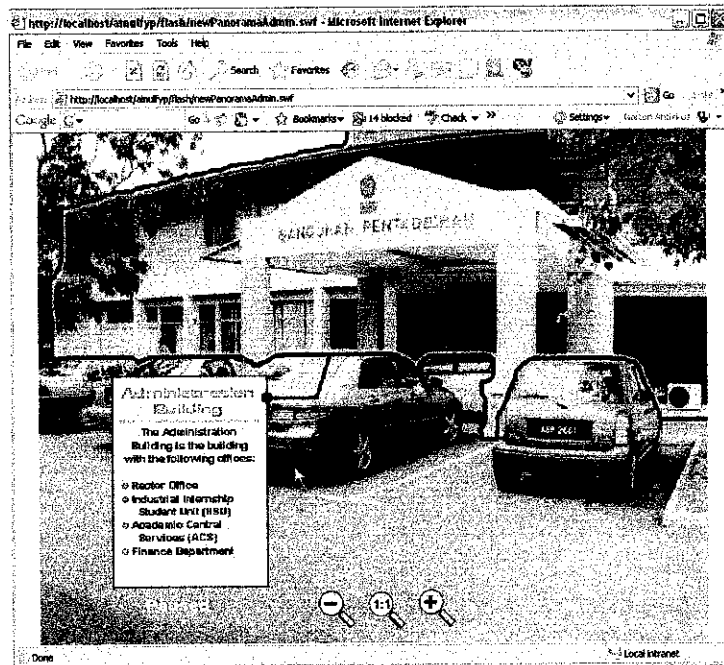 http://localhost/ainulfyp/flash/newPanoramaAdmin.swf - Microsoft Internet Explorer
File Edit View Favorites Tools Help
Search Favorites
http://localhost/ainulfyp/flash/newPanoramaAdmin.swf Go
Google G Go Bookmarks 14 blocked Check Settings
BANGUNAN PENTADBIRAN
Administration
Building
The Administration
Building is the building
with the following offices:
Rector Office
Industrial Internship
Student Unit (IISU)
Academic Central
Services (ACS)
Finance Department
1:1
Done Local intranet